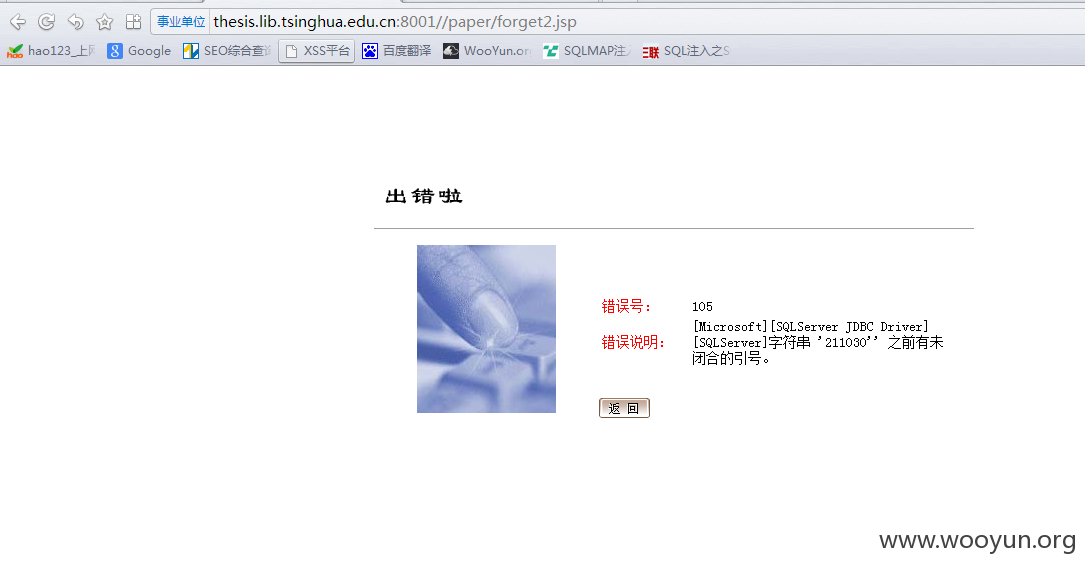 事业单位 thesis.lib.tsinghua.edu.cn:8001//paper/forget2.jsp
hao123_上网 Google SEO综合查询 XSS平台 百度翻译 WooYun.org SQLMAP注入 SQL注入之S
出错啦
错误号: 105
[Microsoft][SQLServer JDBC Driver]
错误说明: [SQLServer]字符串 '211030'' 之前有未
闭合的引号。
返 回
www.wooyun.org